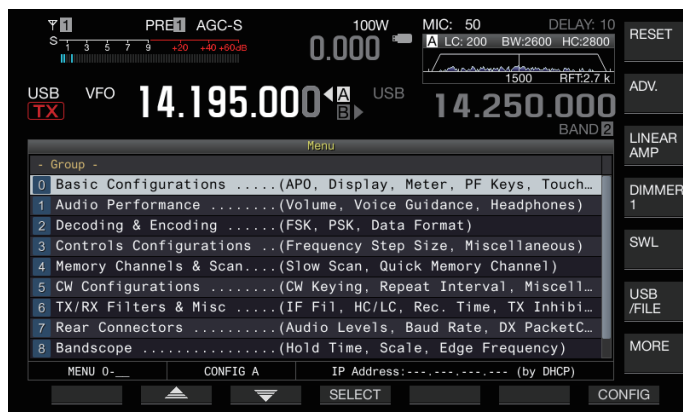 1 PRE1 AGC-S 100W MIC: 50 DELAY: 10
S 1 3 5 7 9 +20 +40 +60dB 0.000 A LC: 200 BW:2600 HC:2800
1500 RFT:2.7 k
USB VFO 14.195.000 A USB 14.250.000
TX B BAND 2
Menu
- Group -
0 Basic Configurations .....(APO, Display, Meter, PF Keys, Touch…
1 Audio Performance ........(Volume, Voice Guidance, Headphones)
2 Decoding & Encoding ......(FSK, PSK, Data Format)
3 Controls Configurations ..(Frequency Step Size, Miscellaneous)
4 Memory Channels & Scan....(Slow Scan, Quick Memory Channel)
5 CW Configurations ........(CW Keying, Repeat Interval, Miscell…
6 TX/RX Filters & Misc .....(IF Fil, HC/LC, Rec. Time, TX Inhibi…
7 Rear Connectors ..........(Audio Levels, Baud Rate, DX PacketC…
8 Bandscope ................(Hold Time, Scale, Edge Frequency)
MENU 0-__ CONFIG A IP Address:---.---.---.--- (by DHCP)
SELECT CONFIG
RESET
ADV.
LINEAR
AMP
DIMMER
1
SWL
USB
/FILE
MORE